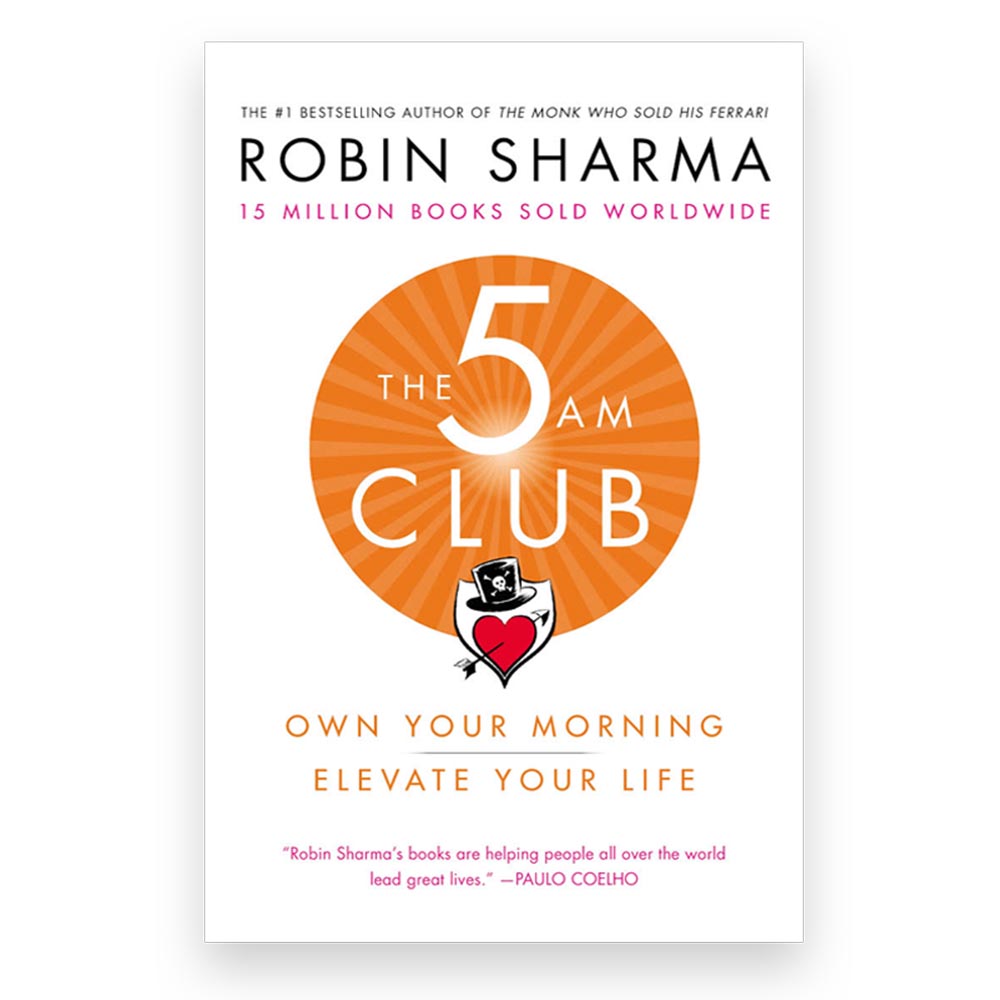 THE #1 BESTSELLING AUTHOR OF THE MONK WHO SOLD HIS FERRARI
ROBIN SHARMA
15 MILLION BOOKS SOLD WORLDWIDE
THE 5 AM
CLUB
OWN YOUR MORNING
ELEVATE YOUR LIFE
“Robin Sharma’s books are helping people all over the world
lead great lives.” —PAULO COELHO